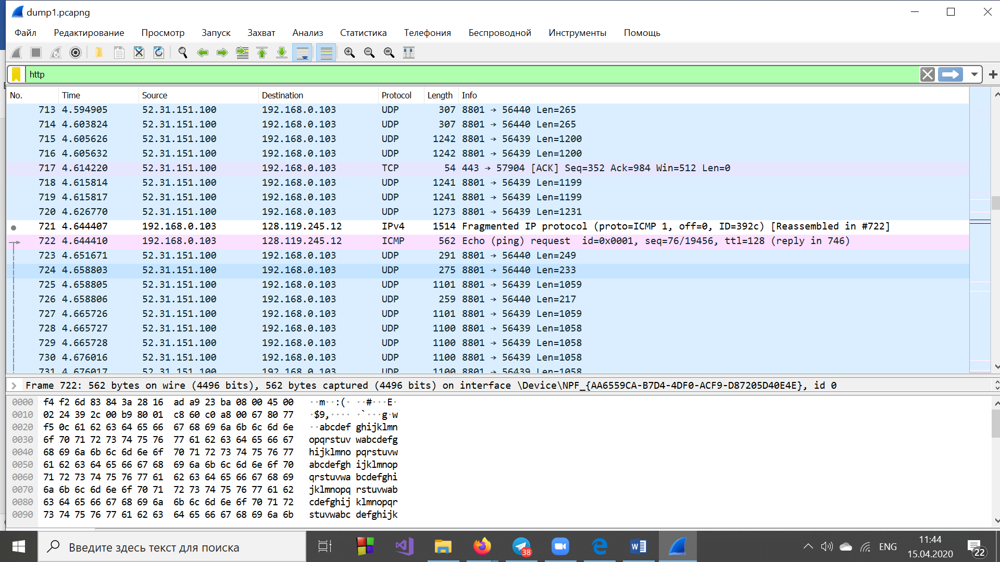 dump1.pcapng
Файл Редактирование Просмотр Запуск Захват Анализ Статистика Телефония Беспроводной Инструменты Помощь
http
No. Time Source Destination Protocol Length Info
713 4.594905 52.31.151.100 192.168.0.103 UDP 307 8801 → 56440 Len=265
714 4.603824 52.31.151.100 192.168.0.103 UDP 307 8801 → 56440 Len=265
715 4.605626 52.31.151.100 192.168.0.103 UDP 1242 8801 → 56439 Len=1200
716 4.605632 52.31.151.100 192.168.0.103 UDP 1242 8801 → 56439 Len=1200
717 4.614220 52.31.151.100 192.168.0.103 TCP 54 443 → 57904 [ACK] Seq=352 Ack=984 Win=512 Len=0
718 4.615814 52.31.151.100 192.168.0.103 UDP 1241 8801 → 56439 Len=1199
719 4.615817 52.31.151.100 192.168.0.103 UDP 1241 8801 → 56439 Len=1199
720 4.626770 52.31.151.100 192.168.0.103 UDP 1273 8801 → 56439 Len=1231
721 4.644407 192.168.0.103 128.119.245.12 IPv4 1514 Fragmented IP protocol (proto=ICMP 1, off=0, ID=392c) [Reassembled in #722]
722 4.644410 192.168.0.103 128.119.245.12 ICMP 562 Echo (ping) request id=0x0001, seq=76/19456, ttl=128 (reply in 746)
723 4.651671 52.31.151.100 192.168.0.103 UDP 291 8801 → 56440 Len=249
724 4.658803 52.31.151.100 192.168.0.103 UDP 275 8801 → 56440 Len=233
725 4.658805 52.31.151.100 192.168.0.103 UDP 1101 8801 → 56439 Len=1059
726 4.658806 52.31.151.100 192.168.0.103 UDP 259 8801 → 56440 Len=217
727 4.665726 52.31.151.100 192.168.0.103 UDP 1101 8801 → 56439 Len=1059
728 4.665727 52.31.151.100 192.168.0.103 UDP 1100 8801 → 56439 Len=1058
729 4.665728 52.31.151.100 192.168.0.103 UDP 1100 8801 → 56439 Len=1058
730 4.676016 52.31.151.100 192.168.0.103 UDP 1100 8801 → 56439 Len=1058
731 4.676017 52.31.151.100 192.168.0.103 UDP 1100 8801 → 56439 Len=1058
Frame 722: 562 bytes on wire (4496 bits), 562 bytes captured (4496 bits) on interface \Device\NPF_{AA6559CA-B7D4-4DF0-ACF9-D87205D40E4E}, id 0
0000 f4 f2 6d 83 84 3a 28 16 ad a9 23 ba 08 00 45 00 ··m··:(· ··#···E·
0010 02 24 39 2c 00 b9 80 01 c8 60 c0 a8 00 67 80 77 ·$9,···· ·`···g·w
0020 f5 0c 61 62 63 64 65 66 67 68 69 6a 6b 6c 6d 6e ··abcdef ghijklmn
0030 6f 70 71 72 73 74 75 76 77 61 62 63 64 65 66 67 opqrstuv wabcdefg
0040 68 69 6a 6b 6c 6d 6e 6f 70 71 72 73 74 75 76 77 hijklmno pqrstuvw
0050 61 62 63 64 65 66 67 68 69 6a 6b 6c 6d 6e 6f 70 abcdefgh ijklmnop
0060 71 72 73 74 75 76 77 61 62 63 64 65 66 67 68 69 qrstuvwa bcdefghi
0070 6a 6b 6c 6d 6e 6f 70 71 72 73 74 75 76 77 61 62 jklmnopq rstuvwab
0080 63 64 65 66 67 68 69 6a 6b 6c 6d 6e 6f 70 71 72 cdefghij klmnopqr
0090 73 74 75 76 77 61 62 63 64 65 66 67 68 69 6a 6b stuvwabc defghijk
Введите здесь текст для поиска
38
ENG
11:44
15.04.2020
22